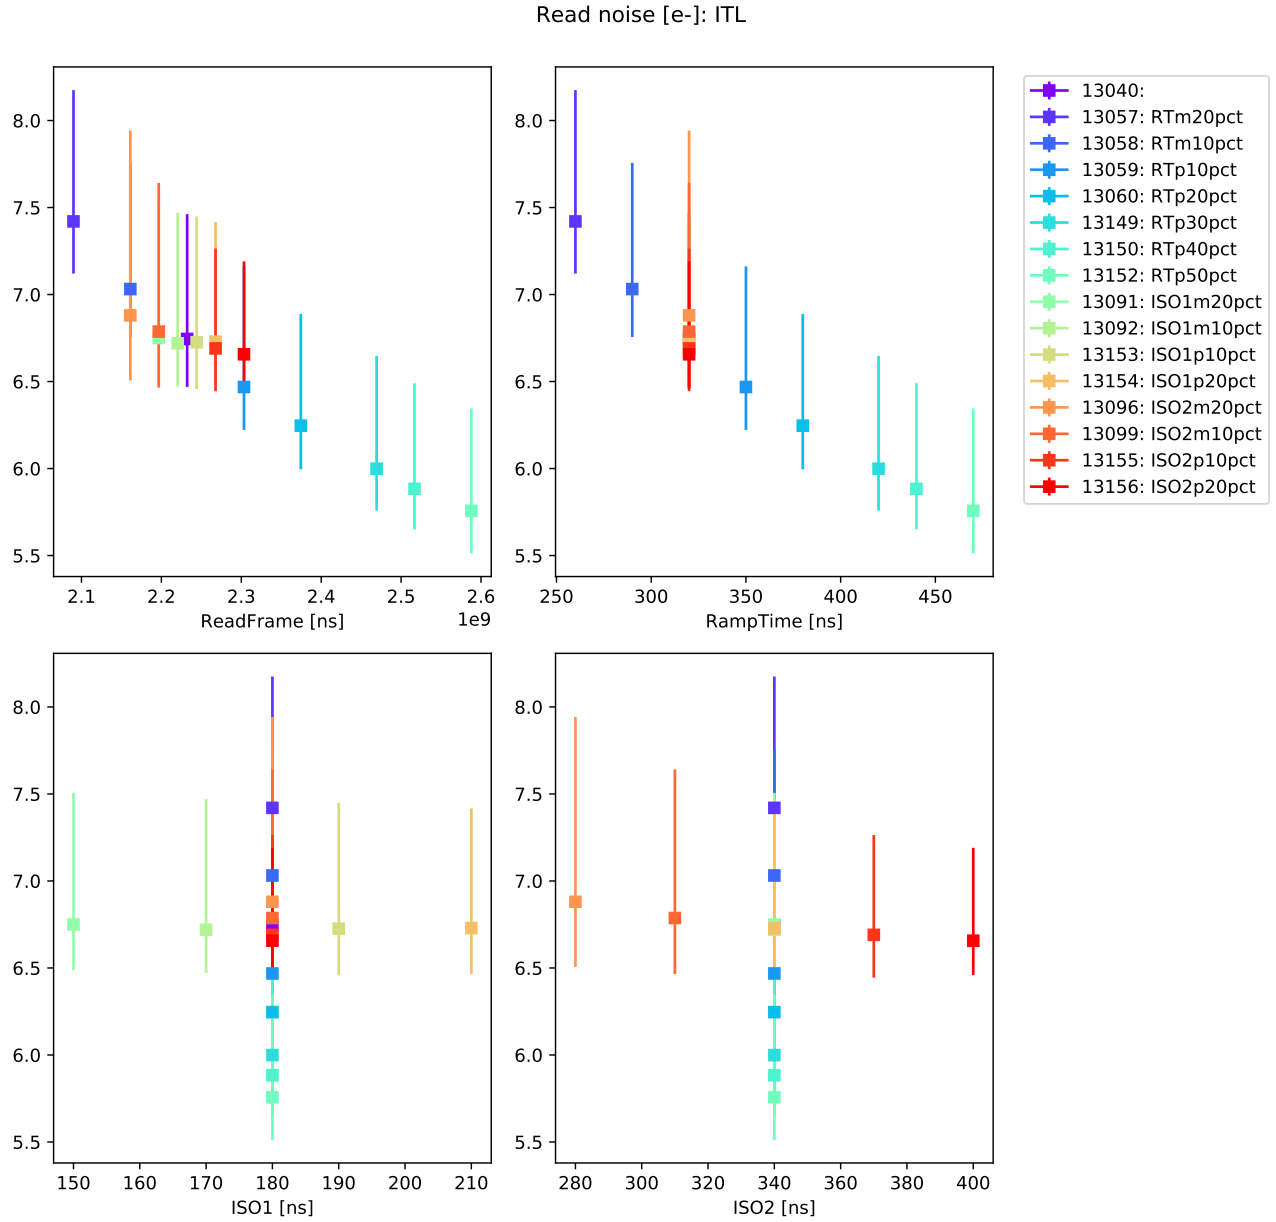 Read noise [e-]: ITL
8.0
7.5
7.0
6.5
6.0
5.5
2.1 2.2 2.3 2.4 2.5 2.6
ReadFrame [ns] 1e9
8.0
7.5
7.0
6.5
6.0
5.5
250 300 350 400 450
RampTime [ns]
13040:
13057: RTm20pct
13058: RTm10pct
13059: RTp10pct
13060: RTp20pct
13149: RTp30pct
13150: RTp40pct
13152: RTp50pct
13091: ISO1m20pct
13092: ISO1m10pct
13153: ISO1p10pct
13154: ISO1p20pct
13096: ISO2m20pct
13099: ISO2m10pct
13155: ISO2p10pct
13156: ISO2p20pct
8.0
7.5
7.0
6.5
6.0
5.5
150 160 170 180 190 200 210
ISO1 [ns]
8.0
7.5
7.0
6.5
6.0
5.5
280 300 320 340 360 380 400
ISO2 [ns]